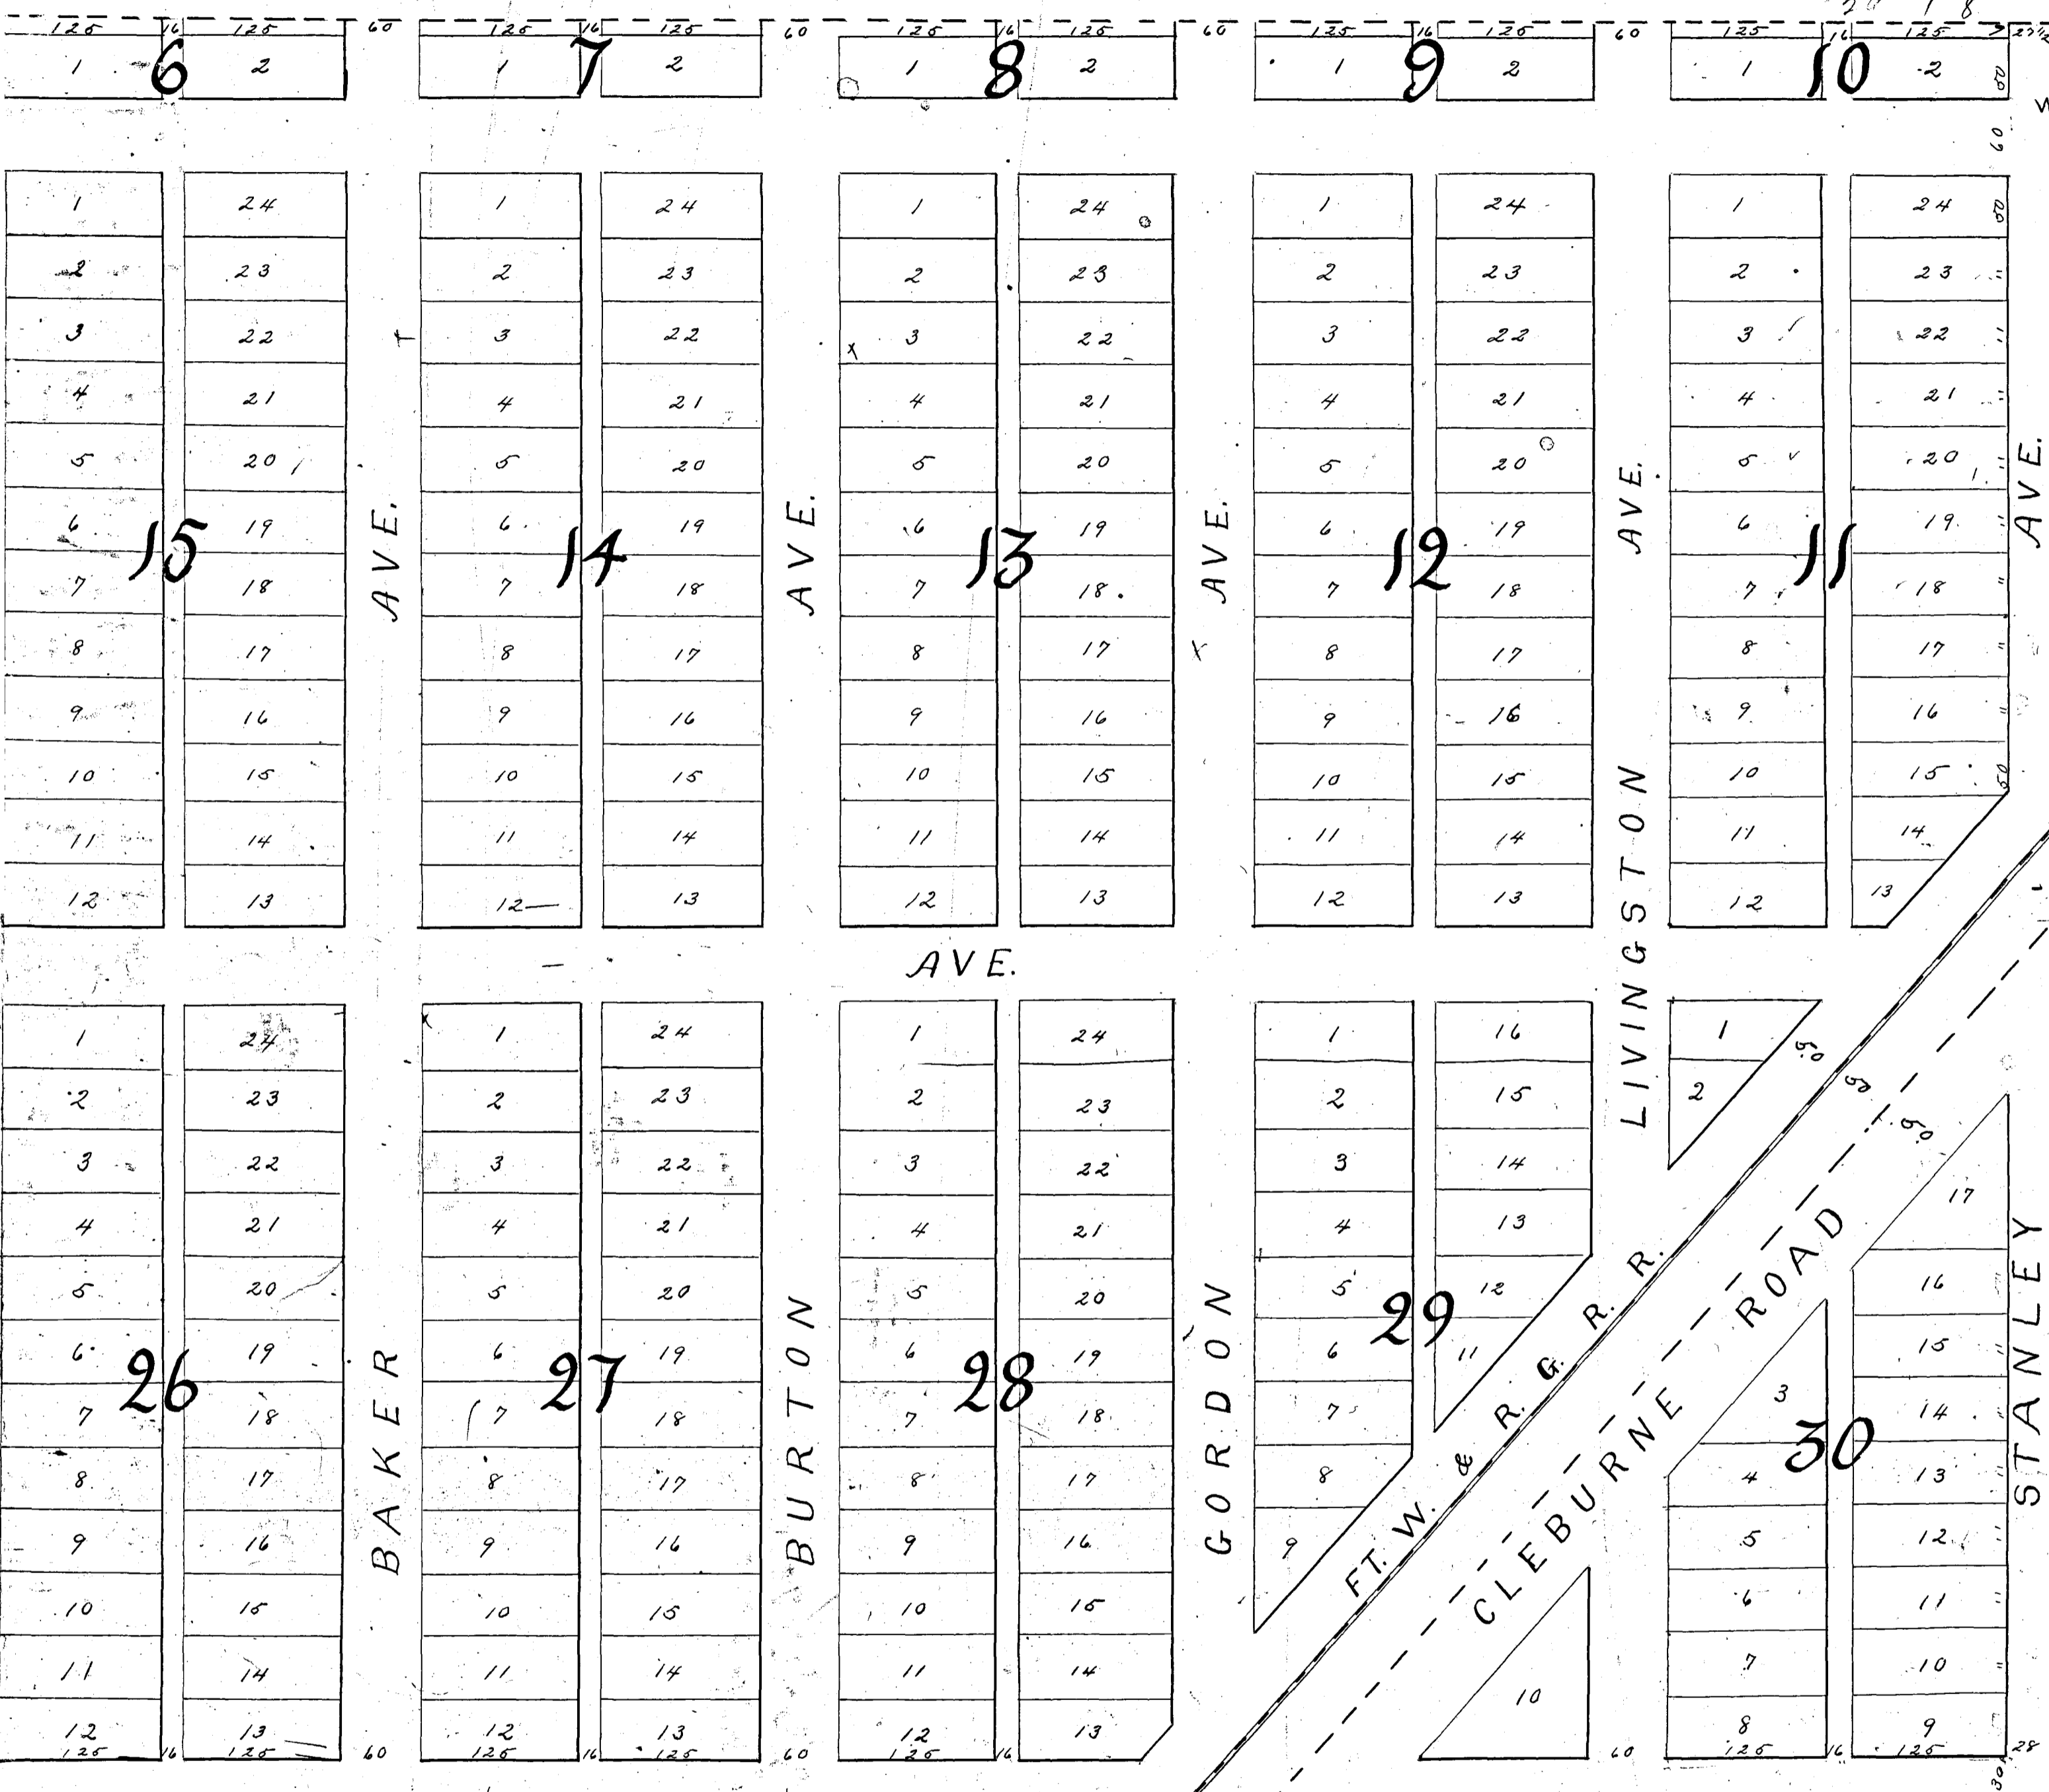 125 16 125 60 125 16 125 60 125 16 125 60 125 16 125 60 125 16 125 27½
1 6 2 1 7 2 1 8 2 1 9 2 1 10 2 50
60
1 24 1 24 1 24 1 24 1 24 50
2 23 2 23 2 23 2 23 2 23 "
3 22 3 22 3 22 3 22 3 22 "
4 21 4 21 4 21 4 21 4 21 "
5 20 5 20 5 20 5 20 5 20 "
6 19 6 19 6 19 6 19 6 19 "
15 AVE. 14 AVE. 13 AVE. 12 AVE. 11 AVE.
7 18 7 18 7 18 7 18 7 18 "
8 17 8 17 8 17 8 17 8 17 "
9 16 9 16 9 16 9 16 9 16 "
10 15 10 15 10 15 10 15 10 15 50
11 14 11 14 11 14 11 14 11 14
12 13 12 13 12 13 12 13 12 13
AVE.
LIVINGSTON
1 24 1 24 1 24 1 16 1 50
2 23 2 23 2 23 2 15 2 50 50
3 22 3 22 3 22 3 14 17
4 21 4 21 4 21 4 13
5 20 5 20 5 20 5 12 16
6 19 6 19 6 19 6 11 15
26 27 28 29 30
7 18 7 18 7 18 7 3 14
8 17 8 17 8 17 8 4 13
9 16 9 16 9 16 9 5 12
10 15 10 15 10 15 6 11
11 14 11 14 11 14 10 7 10
12 13 12 13 12 13 8 9
BAKER
BURTON
GORDON
FT. W. & R. G. R. R.
CLEBURNE ROAD
STANLEY
125 16 125 60 125 16 125 60 125 16 60 125 16 125 28
30